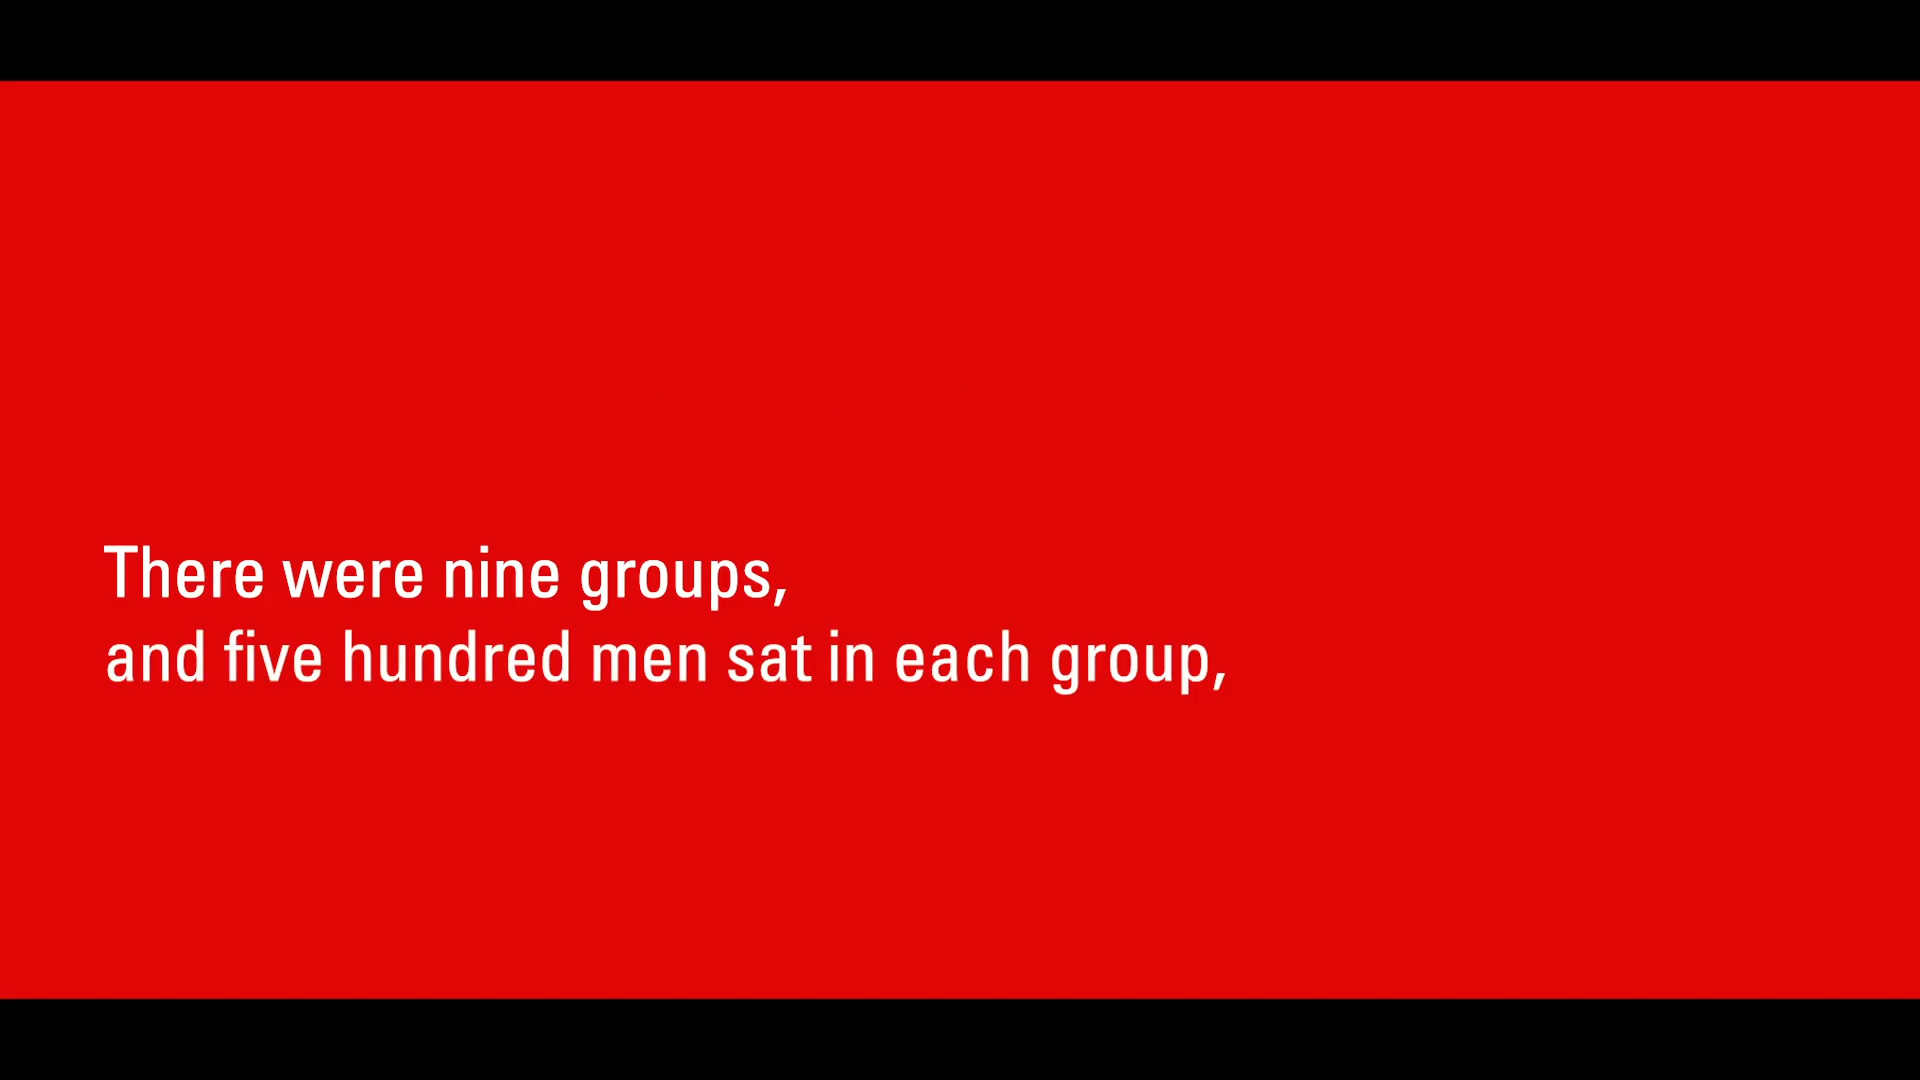 There were nine groups,
and five hundred men sat in each group,